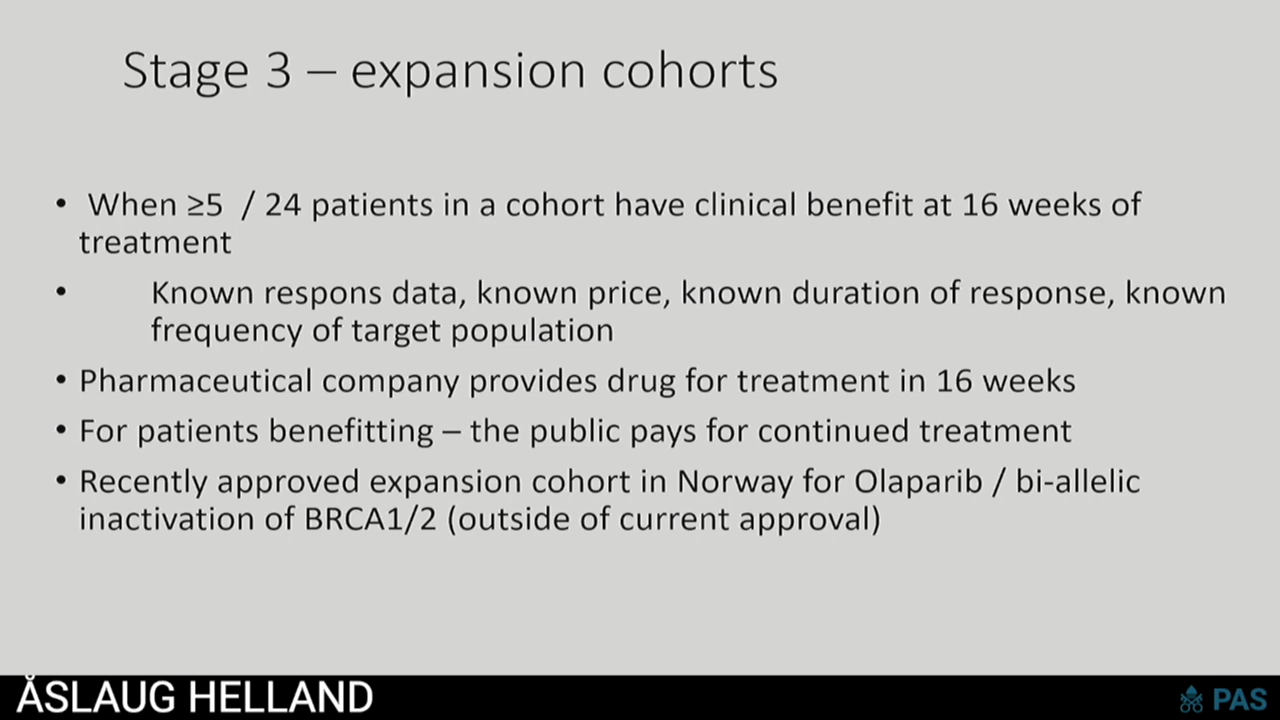 Stage 3 – expansion cohorts
• When ≥5 / 24 patients in a cohort have clinical benefit at 16 weeks of
treatment
• Known respons data, known price, known duration of response, known
frequency of target population
• Pharmaceutical company provides drug for treatment in 16 weeks
• For patients benefitting – the public pays for continued treatment
• Recently approved expansion cohort in Norway for Olaparib / bi-allelic
inactivation of BRCA1/2 (outside of current approval)
ÅSLAUG HELLAND
PAS